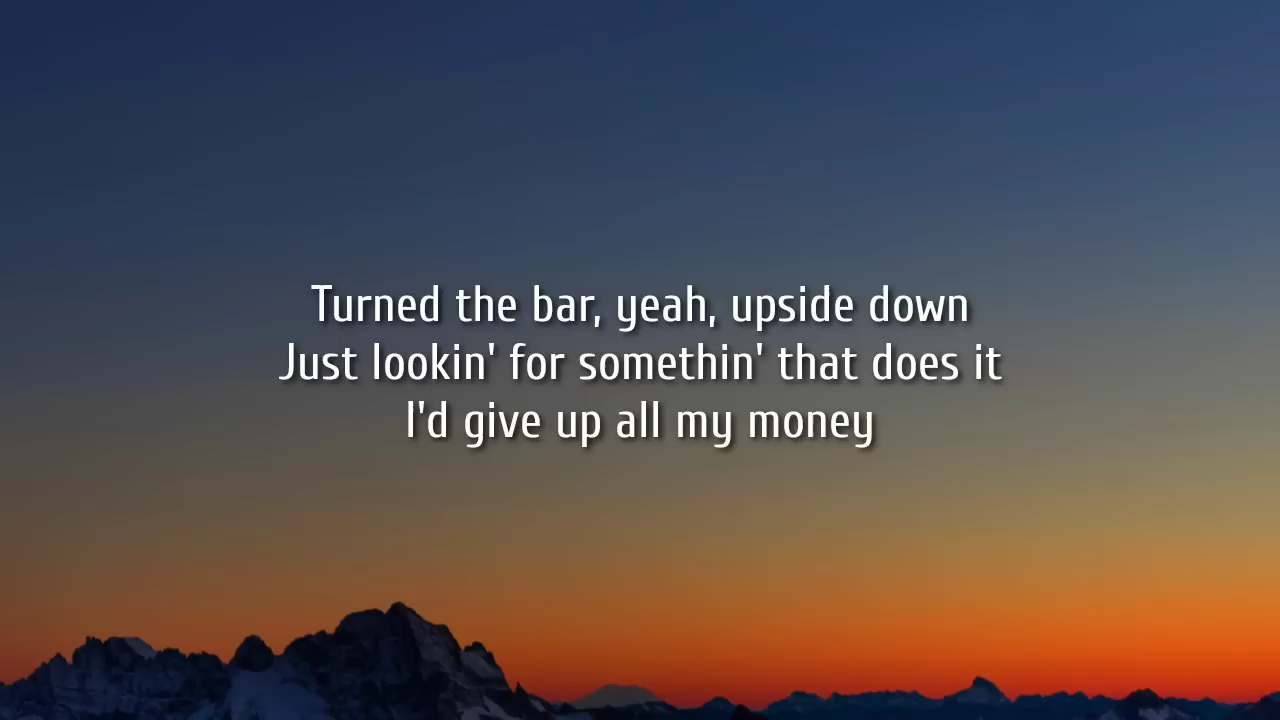 Turned the bar, yeah, upside down
Just lookin' for somethin' that does it
I'd give up all my money